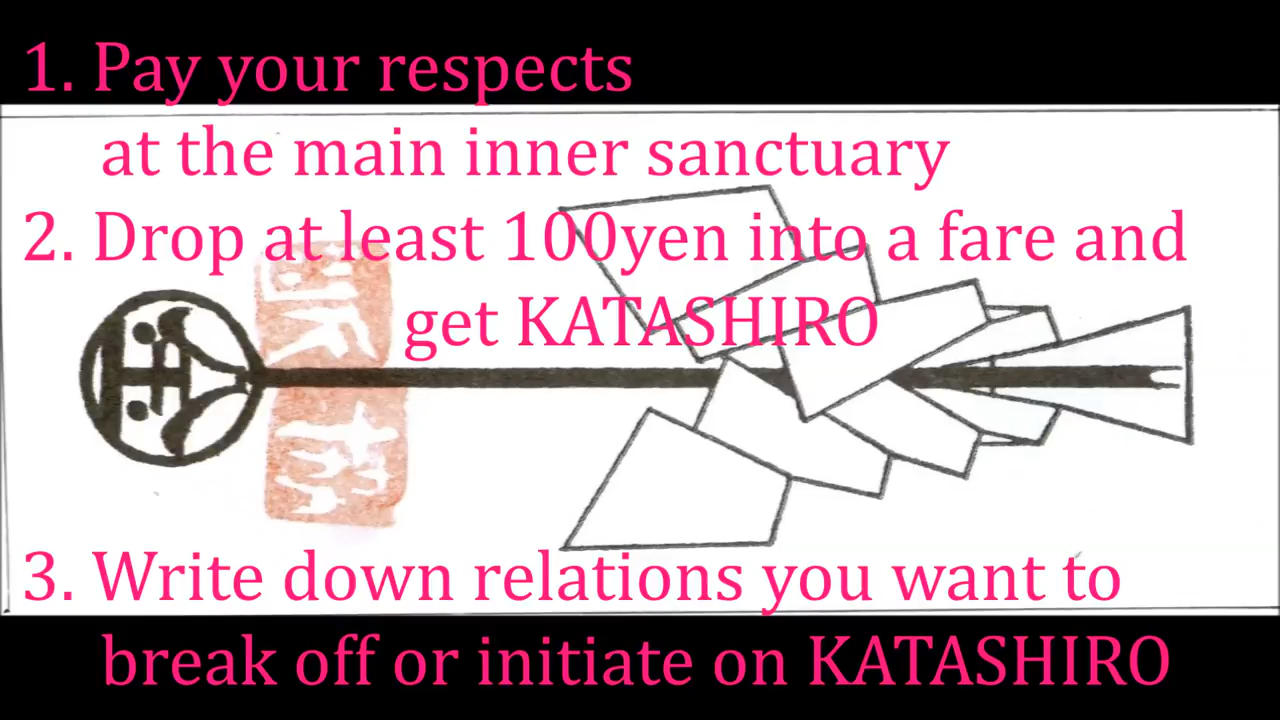 1. Pay your respects
at the main inner sanctuary
2. Drop at least 100yen into a fare and
get KATASHIRO
3. Write down relations you want to
break off or initiate on KATASHIRO